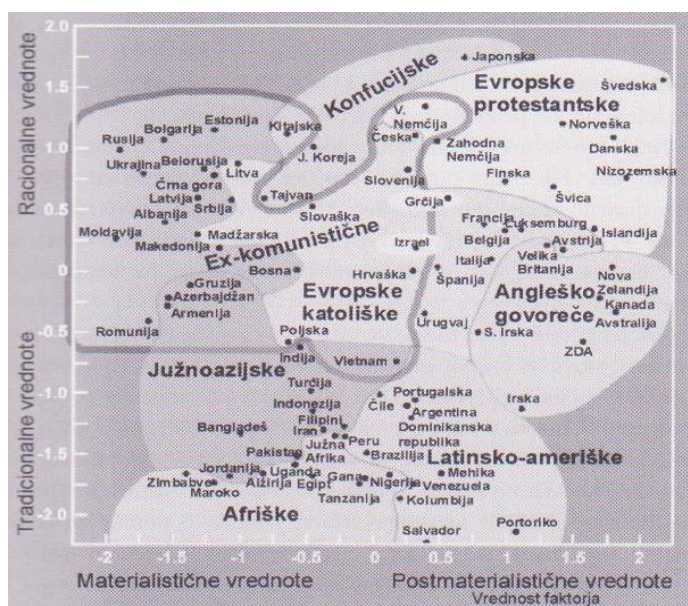 2.0
1.5
1.0
0.5
0
-0.5
-1.0
-1.5
-2.0
Racionalne vrednote
Tradicionalne vrednote
Japonska
Konfucijske
Evropske
protestantske
Švedska
V.
Nemčija
Norveška
Estonija
Bolgarija
Kitajska
Rusija
J. Koreja
Češka
Zahodna
Nemčija
Danska
Ukrajina
Belorusija
Litva
Slovenija
Finska
Nizozemska
Črna gora
Švica
Latvija
Srbija
Tajvan
Slovaška
Grčija
Albanija
Francija
Luksemburg
Islandija
Moldavija
Madžarska
Makedonija
Ex-komunistične
Izrael
Belgija
Avstrija
Italija
Velika
Britanija
Bosna
Hrvaška
Španija
Nova
Zelandija
Gruzija
Azerbajdžan
Armenija
Evropske
katoliške
Angleško
govoreče
Kanada
Avstralija
Romunija
Urugvaj
S. Irska
Poljska
Indija
ZDA
Južnoazijske
Vietnam
Turčija
Indonezija
Čile
Portugalska
Irska
Argentina
Filipini
Dominikanska
republika
Bangladeš
Iran
Južna
Afrika
Peru
Pakistan
Brazilija
Latinsko-ameriške
Jordanija
Uganda
Mehika
Zimbabve
Maroko
Alžirija
Egipt
Gana
Nigerija
Venezuela
Tanzanija
Kolumbija
Afriške
Salvador
Portoriko
-2
-1.5
-1
-0.5
0
0.5
1
1.5
2
Materialistične vrednote
Postmaterialistične vrednote
Vrednost faktorja